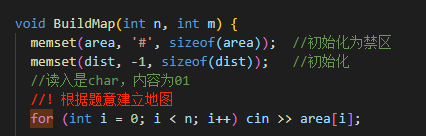 void BuildMap(int n, int m) {
memset(area, '#', sizeof(area));  //初始化为禁区
memset(dist, -1, sizeof(dist));   //初始化
//读入是char，内容为01
//! 根据题意建立地图
for (int i = 0; i < n; i++) cin >> area[i];